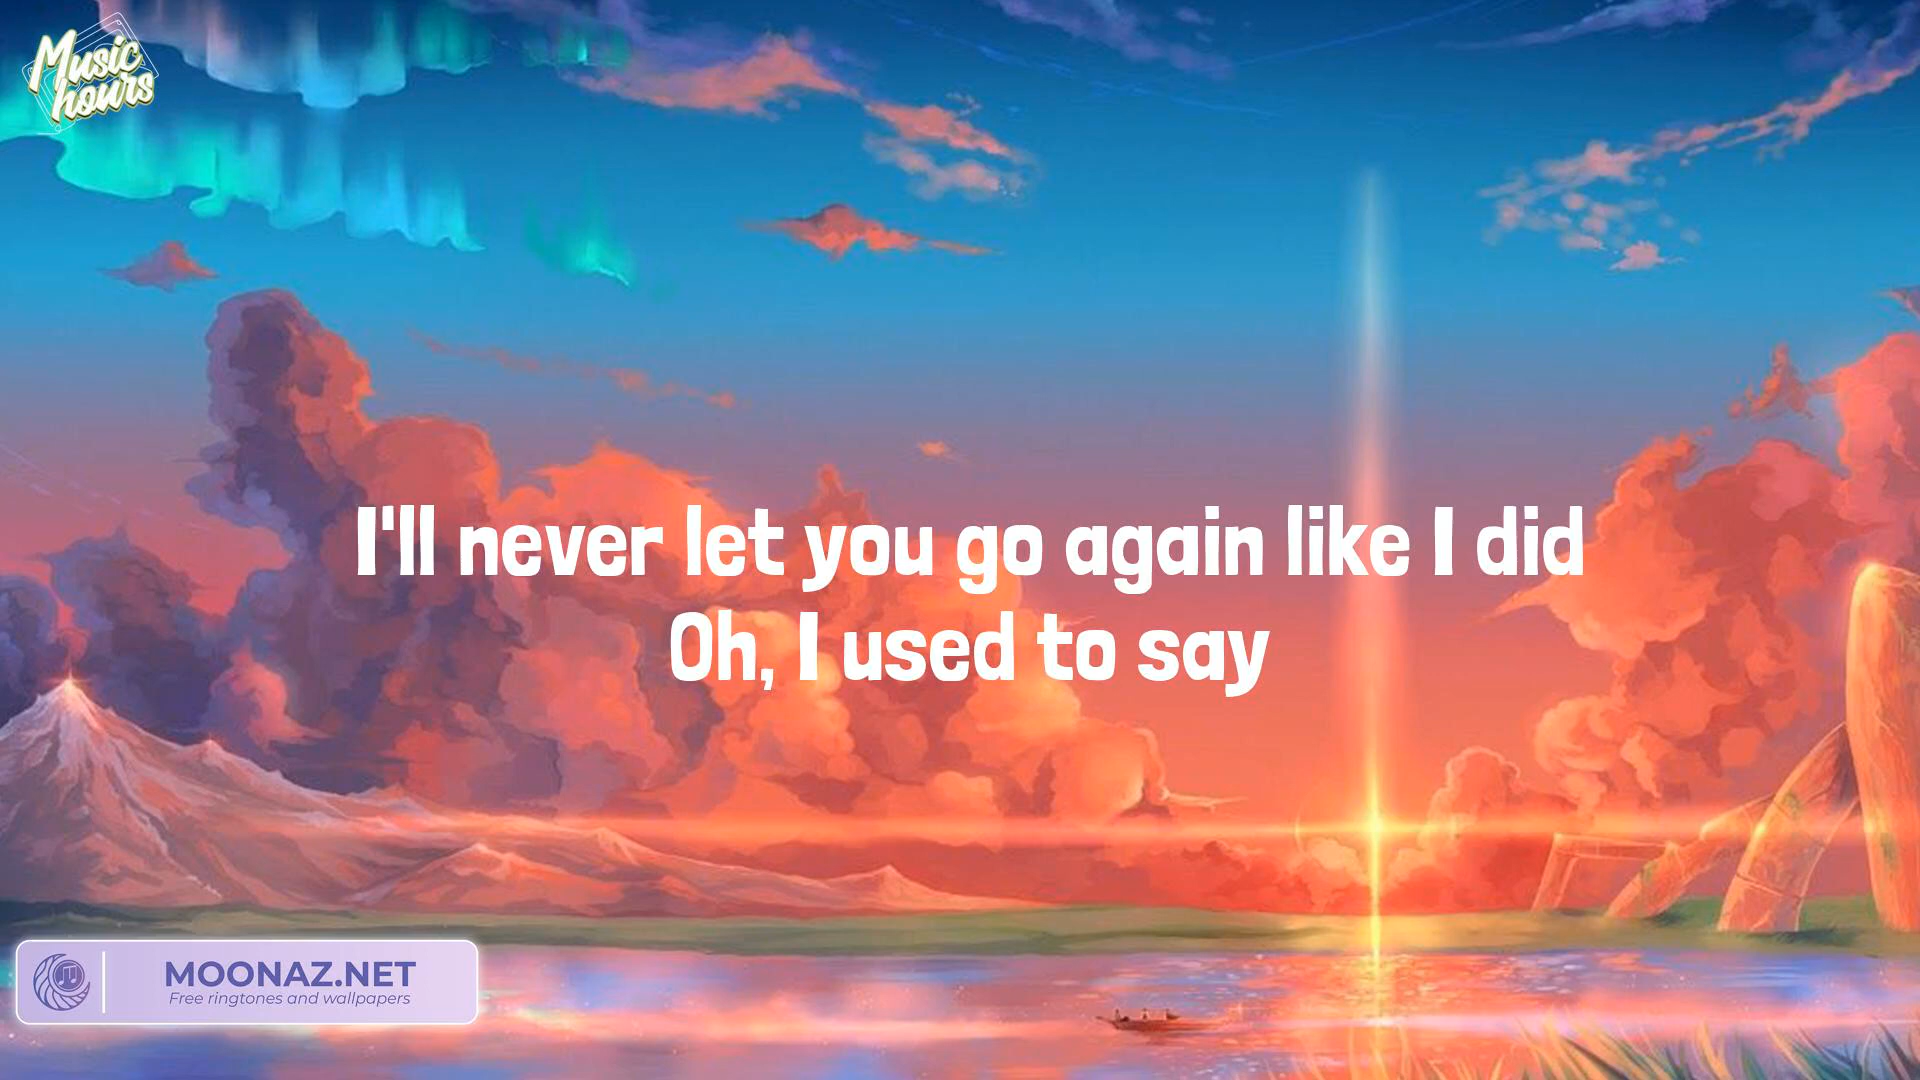 Music
hours
I'll never let you go again like I did
Oh, I used to say
MOONAZ.NET
Free ringtones and wallpapers